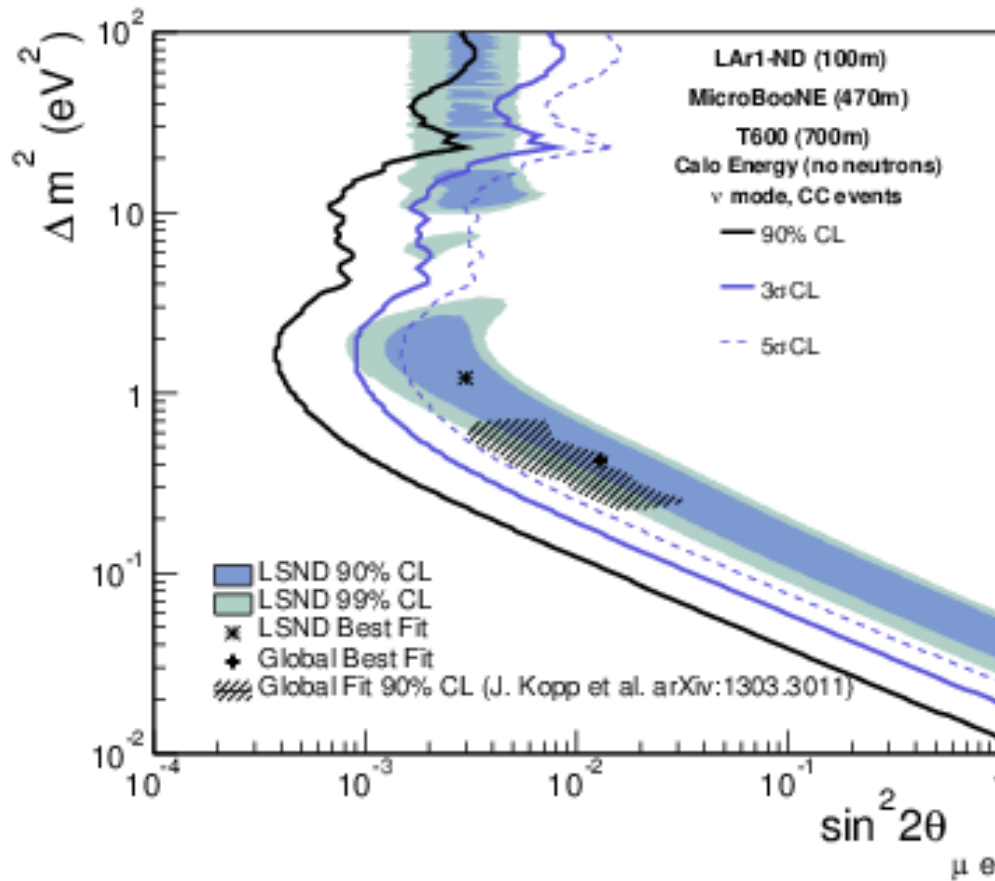 Δm² (eV²)
10²
10
1
10⁻¹
10⁻²
LAr1-ND (100m)
MicroBooNE (470m)
T600 (700m)
Calo Energy (no neutrons)
ν mode, CC events
90% CL
3σ CL
5σ CL
LSND 90% CL
LSND 99% CL
LSND Best Fit
Global Best Fit
Global Fit 90% CL (J. Kopp et al. arXiv:1303.3011)
10⁻⁴ 10⁻³ 10⁻² 10⁻¹
sin²2θ
μ e